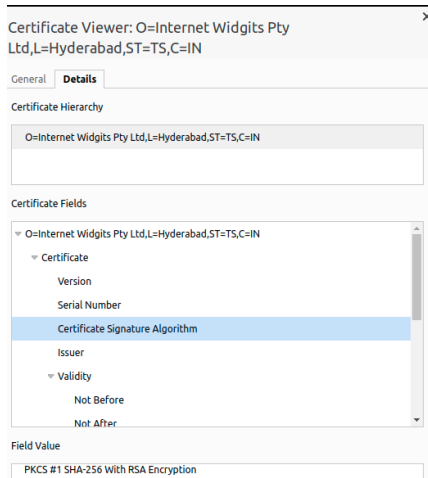 Certificate Viewer: O=Internet Widgits Pty
Ltd,L=Hyderabad,ST=TS,C=IN
General Details
Certificate Hierarchy
O=Internet Widgits Pty Ltd,L=Hyderabad,ST=TS,C=IN
Certificate Fields
O=Internet Widgits Pty Ltd,L=Hyderabad,ST=TS,C=IN
Certificate
Version
Serial Number
Certificate Signature Algorithm
Issuer
Validity
Not Before
Not After
Field Value
PKCS #1 SHA-256 With RSA Encryption